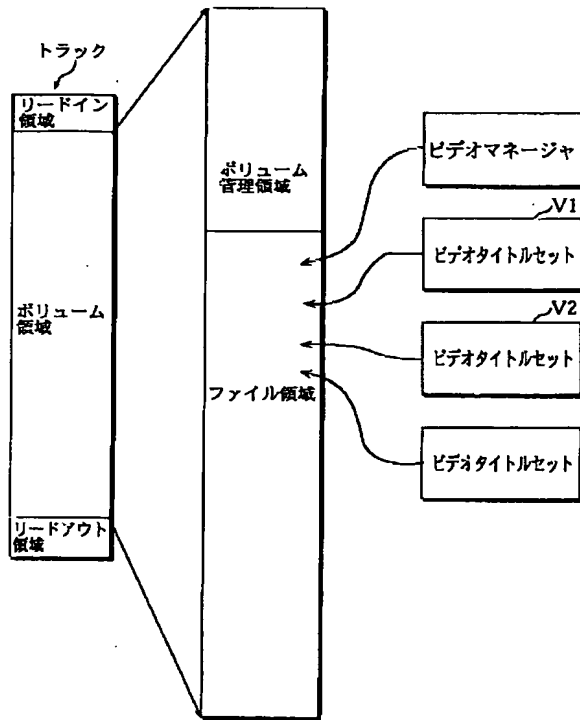 トラック
リードイン
領域
ボリューム
領域
リードアウト
領域
ボリューム
管理領域
ファイル領域
ビデオマネージャ
V1
ビデオタイトルセット
V2
ビデオタイトルセット
ビデオタイトルセット